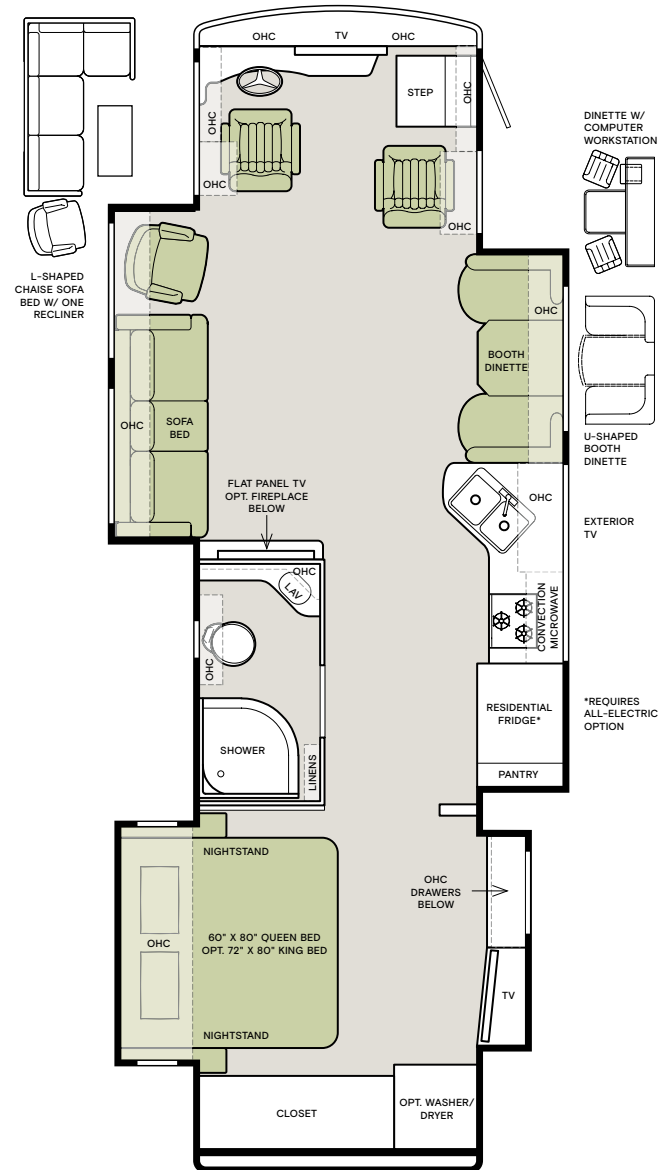 OHC
TV
OHC
STEP
OHC
OHC
OHC
OHC
DINETTE W/
COMPUTER
WORKSTATION
L-SHAPED
CHAISE SOFA
BED W/ ONE
RECLINER
OHC
BOOTH
DINETTE
OHC
SOFA
BED
U-SHAPED
BOOTH
DINETTE
FLAT PANEL TV
OPT. FIREPLACE
BELOW
OHC
EXTERIOR
TV
OHC
LAV
CONVECTION
MICROWAVE
OHC
RESIDENTIAL
FRIDGE*
*REQUIRES
ALL-ELECTRIC
OPTION
SHOWER
LINENS
PANTRY
NIGHTSTAND
OHC
DRAWERS
BELOW
60" X 80" QUEEN BED
OPT. 72" X 80" KING BED
OHC
TV
NIGHTSTAND
CLOSET
OPT. WASHER/
DRYER